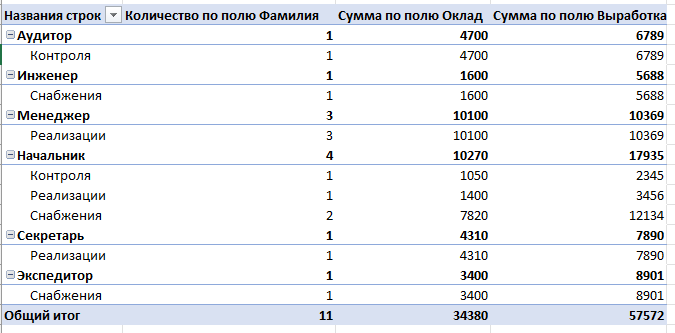 Названия строк Количество по полю Фамилия Сумма по полю Оклад Сумма по полю Выработка
Аудитор 1 4700 6789
Контроля 1 4700 6789
Инженер 1 1600 5688
Снабжения 1 1600 5688
Менеджер 3 10100 10369
Реализации 3 10100 10369
Начальник 4 10270 17935
Контроля 1 1050 2345
Реализации 1 1400 3456
Снабжения 2 7820 12134
Секретарь 1 4310 7890
Реализации 1 4310 7890
Экспедитор 1 3400 8901
Снабжения 1 3400 8901
Общий итог 11 34380 57572